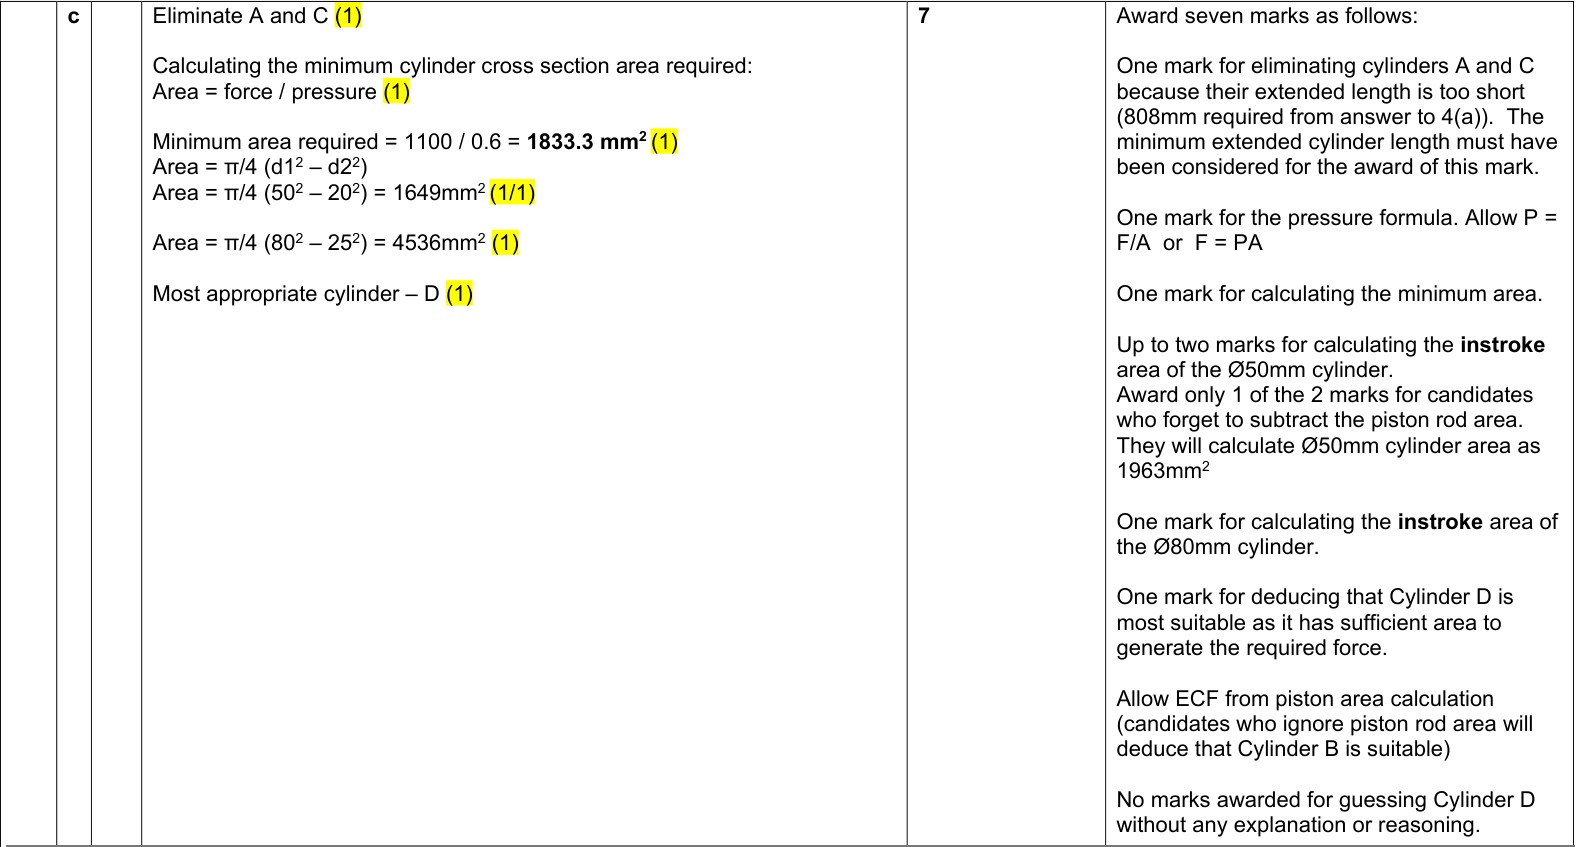 c
Eliminate A and C (1)
Calculating the minimum cylinder cross section area required:
Area = force / pressure (1)
Minimum area required = 1100 / 0.6 = 1833.3 mm² (1)
Area = π/4 (d1² – d2²)
Area = π/4 (50² – 20²) = 1649mm² (1/1)
Area = π/4 (80² – 25²) = 4536mm² (1)
Most appropriate cylinder – D (1)
7
Award seven marks as follows:
One mark for eliminating cylinders A and C
because their extended length is too short
(808mm required from answer to 4(a)). The
minimum extended cylinder length must have
been considered for the award of this mark.
One mark for the pressure formula. Allow P =
F/A or F = PA
One mark for calculating the minimum area.
Up to two marks for calculating the instroke
area of the Ø50mm cylinder.
Award only 1 of the 2 marks for candidates
who forget to subtract the piston rod area.
They will calculate Ø50mm cylinder area as
1963mm²
One mark for calculating the instroke area of
the Ø80mm cylinder.
One mark for deducing that Cylinder D is
most suitable as it has sufficient area to
generate the required force.
Allow ECF from piston area calculation
(candidates who ignore piston rod area will
deduce that Cylinder B is suitable)
No marks awarded for guessing Cylinder D
without any explanation or reasoning.